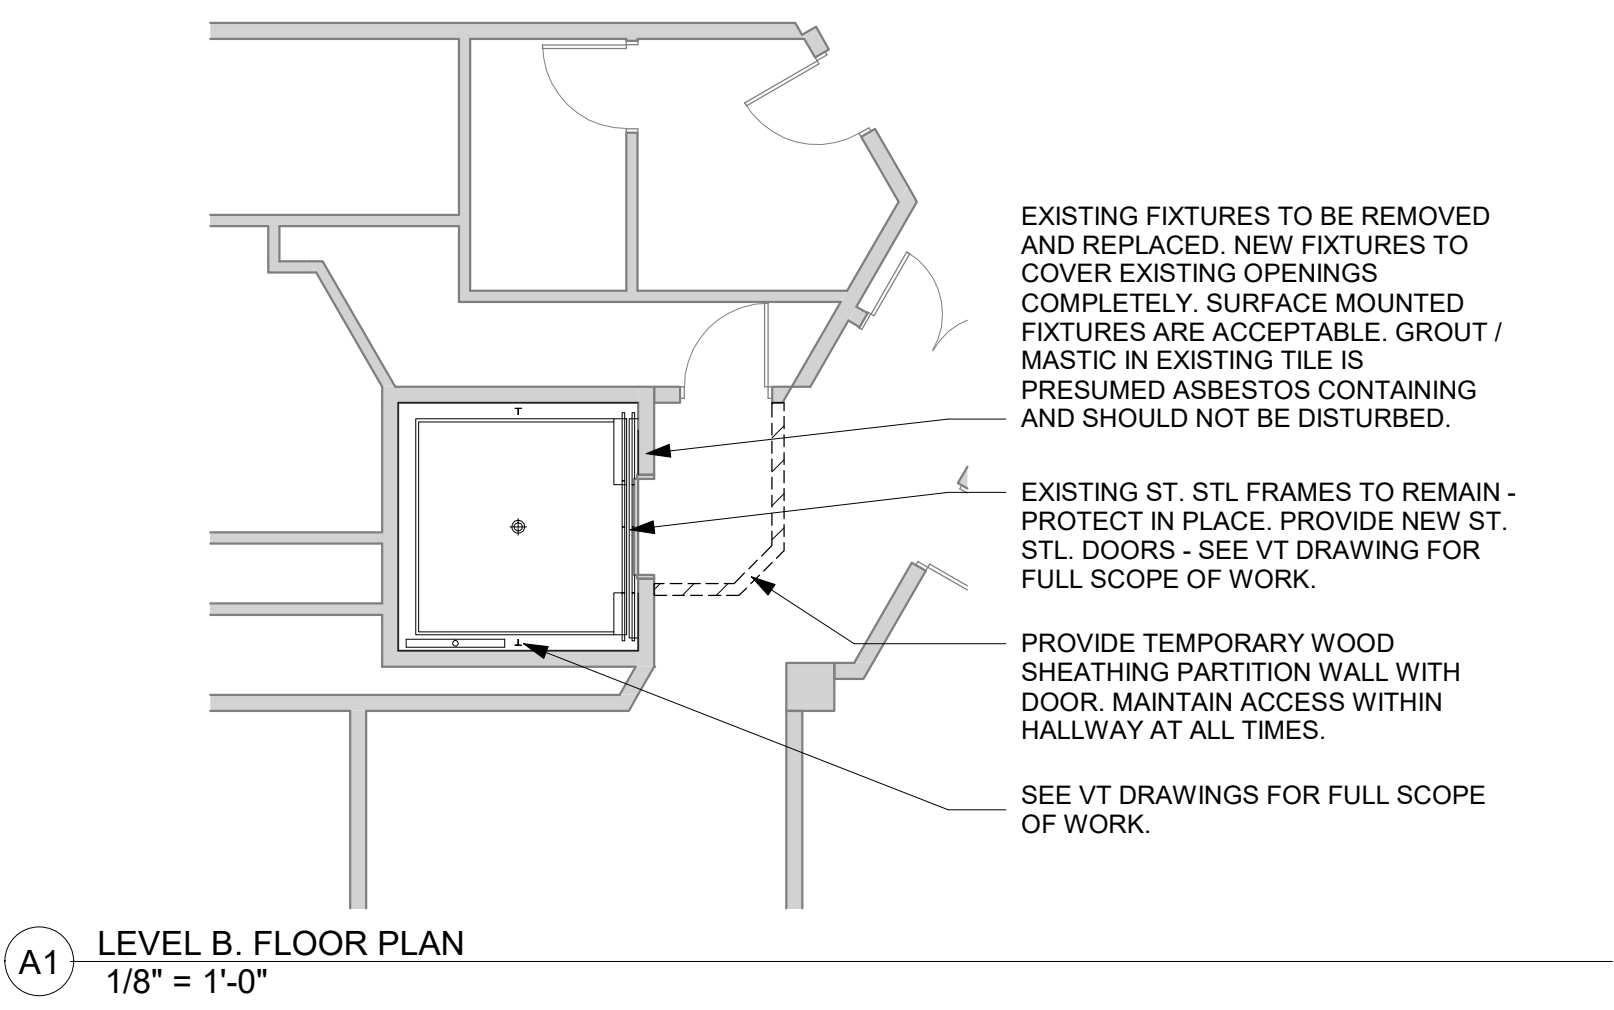 EXISTING FIXTURES TO BE REMOVED
AND REPLACED. NEW FIXTURES TO
COVER EXISTING OPENINGS
COMPLETELY. SURFACE MOUNTED
FIXTURES ARE ACCEPTABLE. GROUT /
MASTIC IN EXISTING TILE IS
PRESUMED ASBESTOS CONTAINING
AND SHOULD NOT BE DISTURBED.
EXISTING ST. STL FRAMES TO REMAIN -
PROTECT IN PLACE. PROVIDE NEW ST.
STL. DOORS - SEE VT DRAWING FOR
FULL SCOPE OF WORK.
PROVIDE TEMPORARY WOOD
SHEATHING PARTITION WALL WITH
DOOR. MAINTAIN ACCESS WITHIN
HALLWAY AT ALL TIMES.
SEE VT DRAWINGS FOR FULL SCOPE
OF WORK.
A1
LEVEL B. FLOOR PLAN
1/8" = 1'-0"